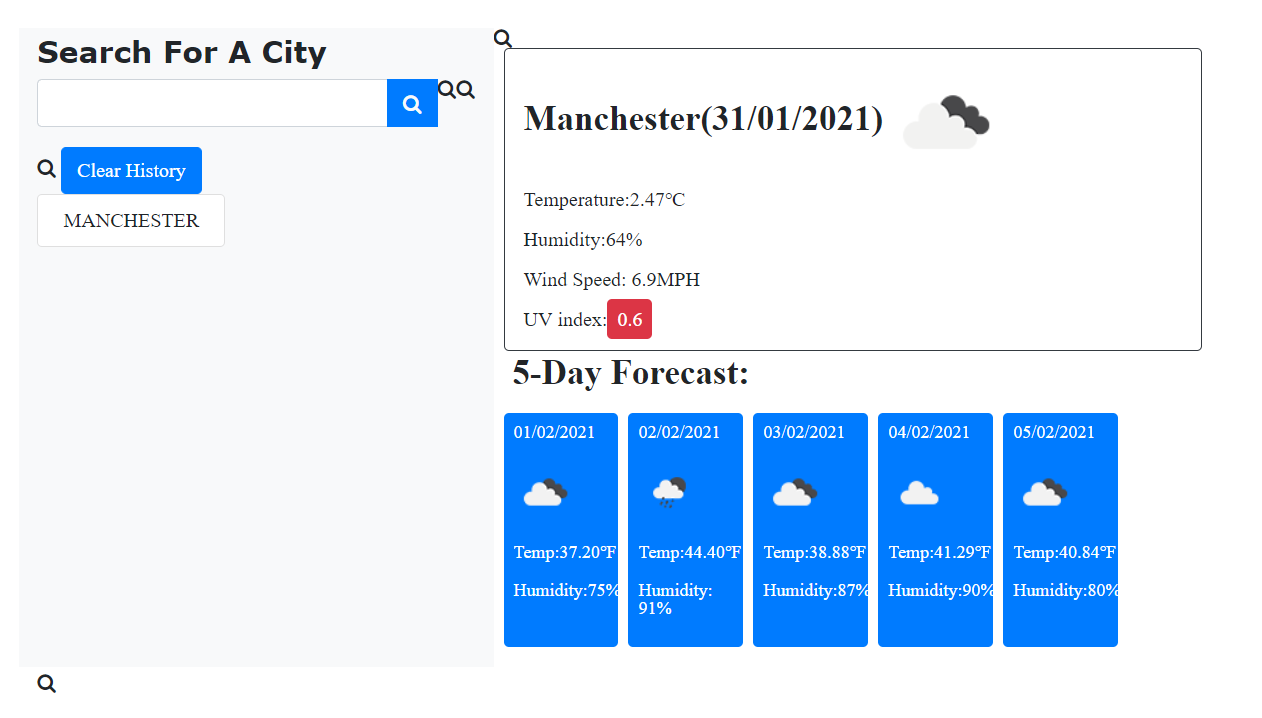 Search For A City
Clear History
MANCHESTER
Manchester(31/01/2021)
Temperature:2.47°C
Humidity:64%
Wind Speed: 6.9MPH
UV index:0.6
5-Day Forecast:
01/02/2021
Temp:37.20°F
Humidity:75%
02/02/2021
Temp:44.40°F
Humidity:
91%
03/02/2021
Temp:38.88°F
Humidity:87%
04/02/2021
Temp:41.29°F
Humidity:90%
05/02/2021
Temp:40.84°F
Humidity:80%